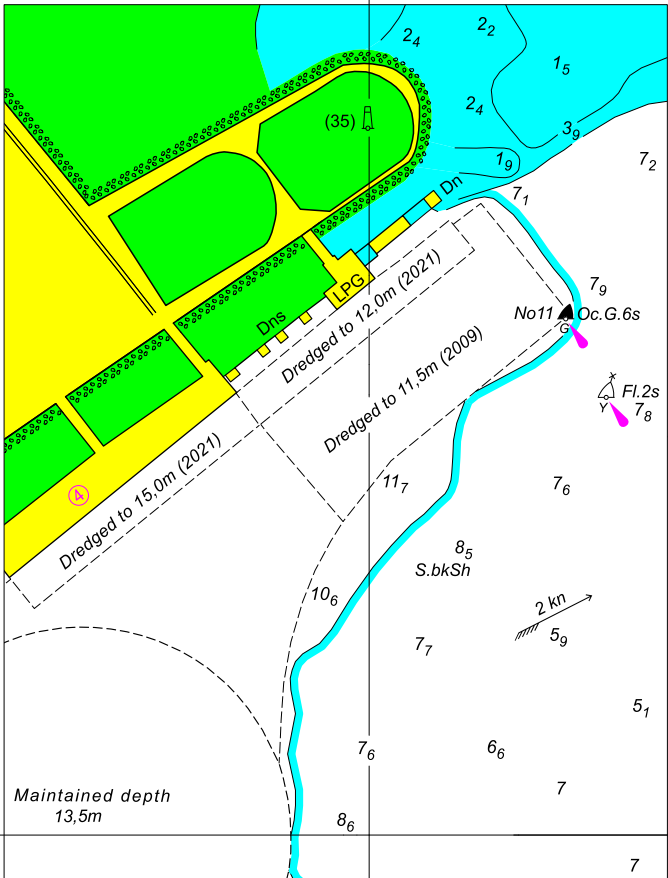 2₄
2₂
1₅
(35)
2₄
3₉
1₉
7₂
Dn
7₁
LPG
7₉
No11
Oc.G.6s
G
Dns
Dredged to 12,0m (2021)
Dredged to 11,5m (2009)
Fl.2s
Y
7₈
4
Dredged to 15,0m (2021)
11₇
7₆
8₅
S.bkSh
10₆
2 kn
5₉
7₇
5₁
7₆
6₆
7
Maintained depth
13,5m
8₆
7